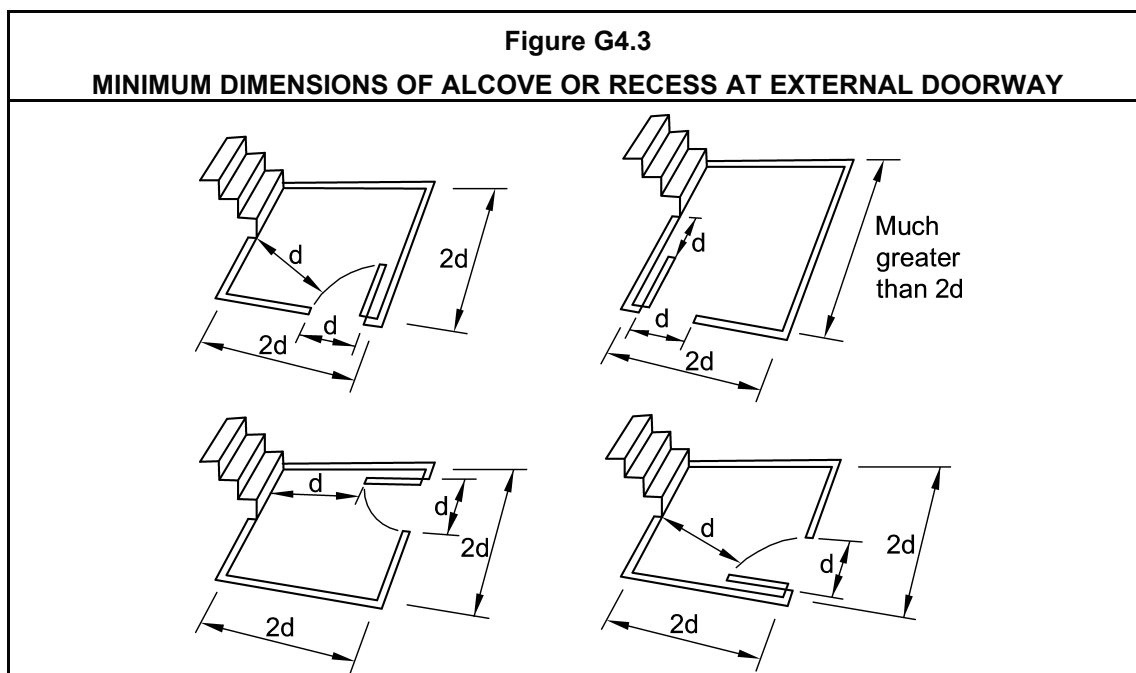 Figure G4.3
MINIMUM DIMENSIONS OF ALCOVE OR RECESS AT EXTERNAL DOORWAY
d
2d
d
2d
d
Much
greater
than 2d
d
2d
d
d
2d
2d
d
2d
d
2d